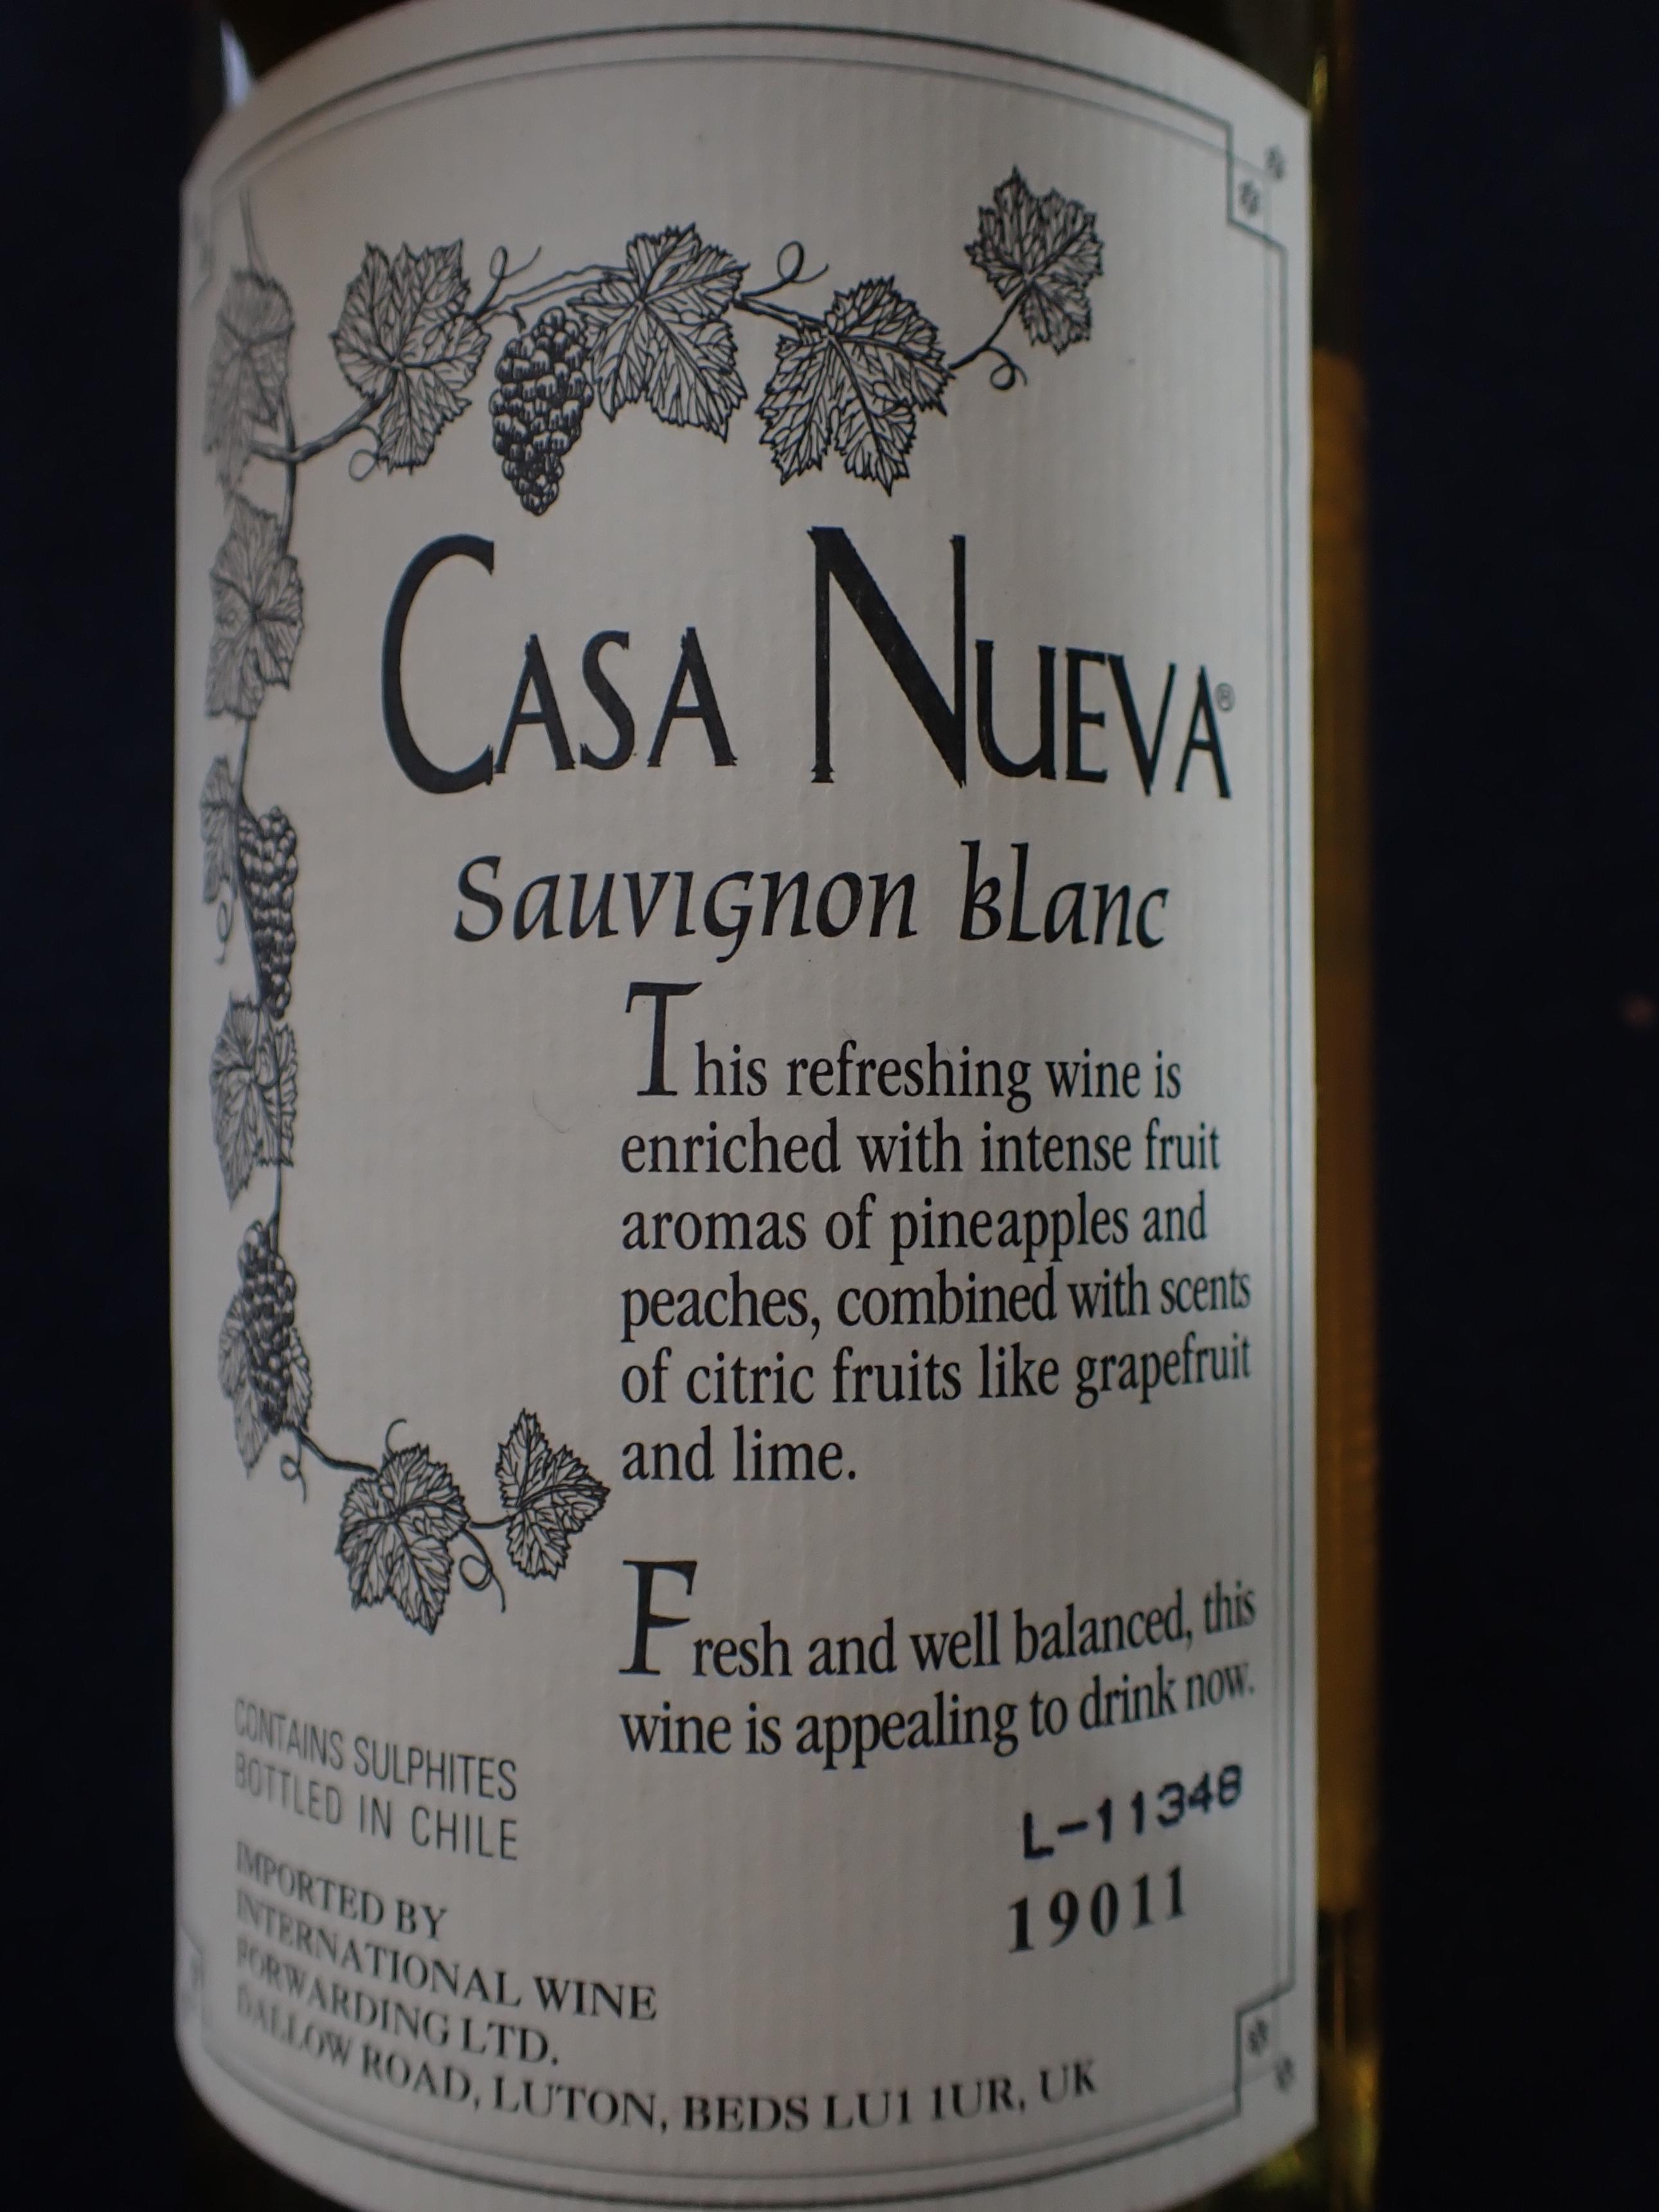 CASA NUEVA®
Sauvignon blanc
This refreshing wine is
enriched with intense fruit
aromas of pineapples and
peaches, combined with scents
of citric fruits like grapefruit
and lime.
Fresh and well balanced, this
wine is appealing to drink now.
CONTAINS SULPHITES
BOTTLED IN CHILE
L-11348
19011
IMPORTED BY
INTERNATIONAL WINE
FORWARDING LTD.
DALLOW ROAD, LUTON, BEDS LU1 1UR, UK